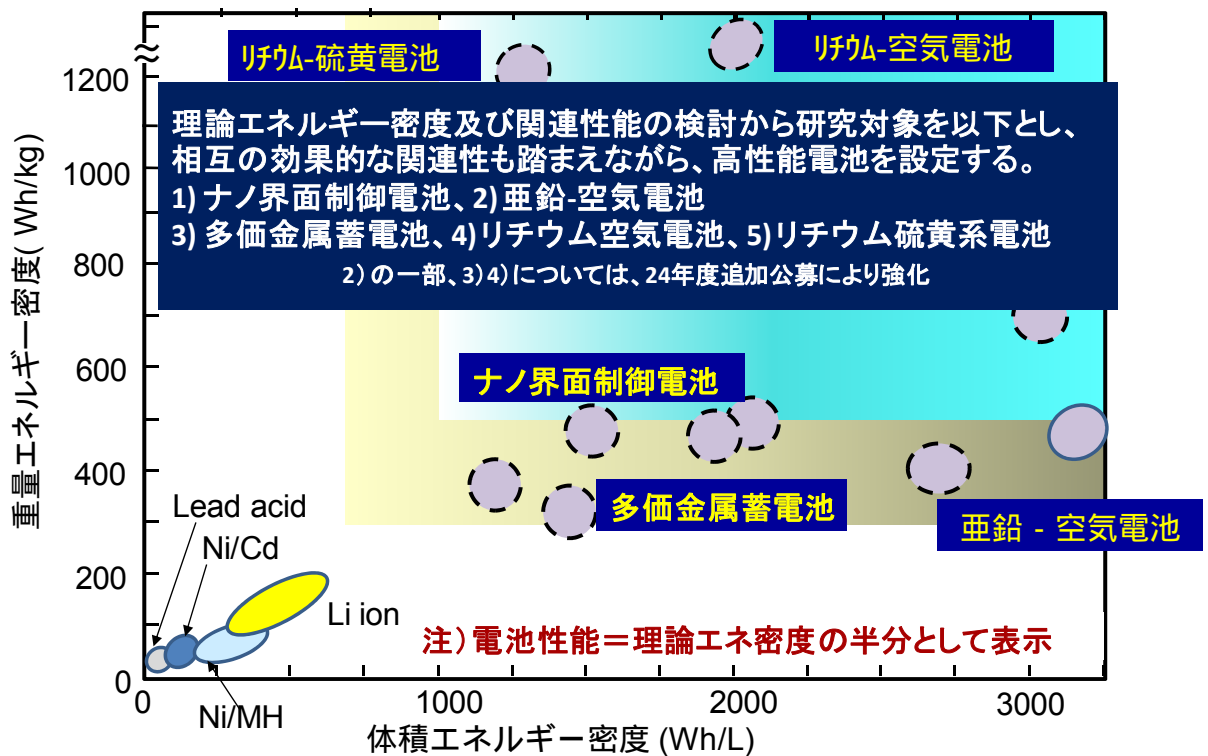 ﾘﾁｳﾑ-硫黄電池
ﾘﾁｳﾑ-空気電池
理論エネルギー密度及び関連性能の検討から研究対象を以下とし、
相互の効果的な関連性も踏まえながら、高性能電池を設定する。
1) ナノ界面制御電池、2) 亜鉛-空気電池
3) 多価金属蓄電池、4)リチウム空気電池、5)リチウム硫黄系電池
2）の一部、3）4）については、24年度追加公募により強化
ナノ界面制御電池
多価金属蓄電池
亜鉛 - 空気電池
Lead acid
Ni/Cd
Li ion
Ni/MH
注）電池性能＝理論エネ密度の半分として表示
重量エネルギー密度( Wh/kg)
1200
1000
800
600
400
200
0
0
1000
2000
3000
体積エネルギー密度 (Wh/L)